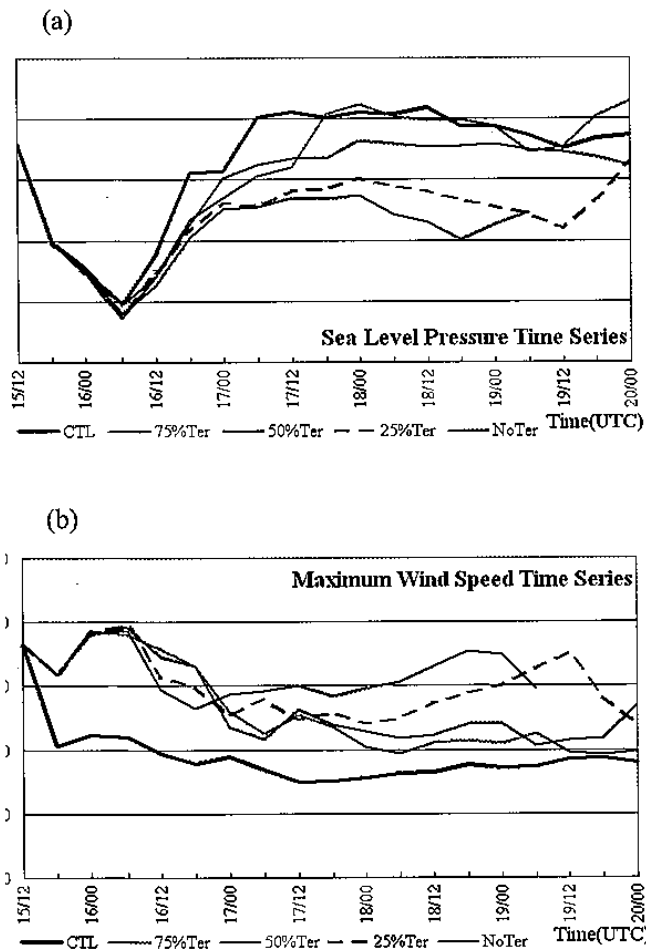 (a)
Sea Level Pressure Time Series
15/12 16/00 16/12 17/00 17/12 18/00 18/12 19/00 19/12 20/00
Time(UTC)
CTL 75%Ter 50%Ter 25%Ter NoTer
(b)
Maximum Wind Speed Time Series
15/12 16/00 16/12 17/00 17/12 18/00 18/12 19/00 19/12 20/00
Time(UTC)
CTL 75%Ter 50%Ter 25%Ter NoTer